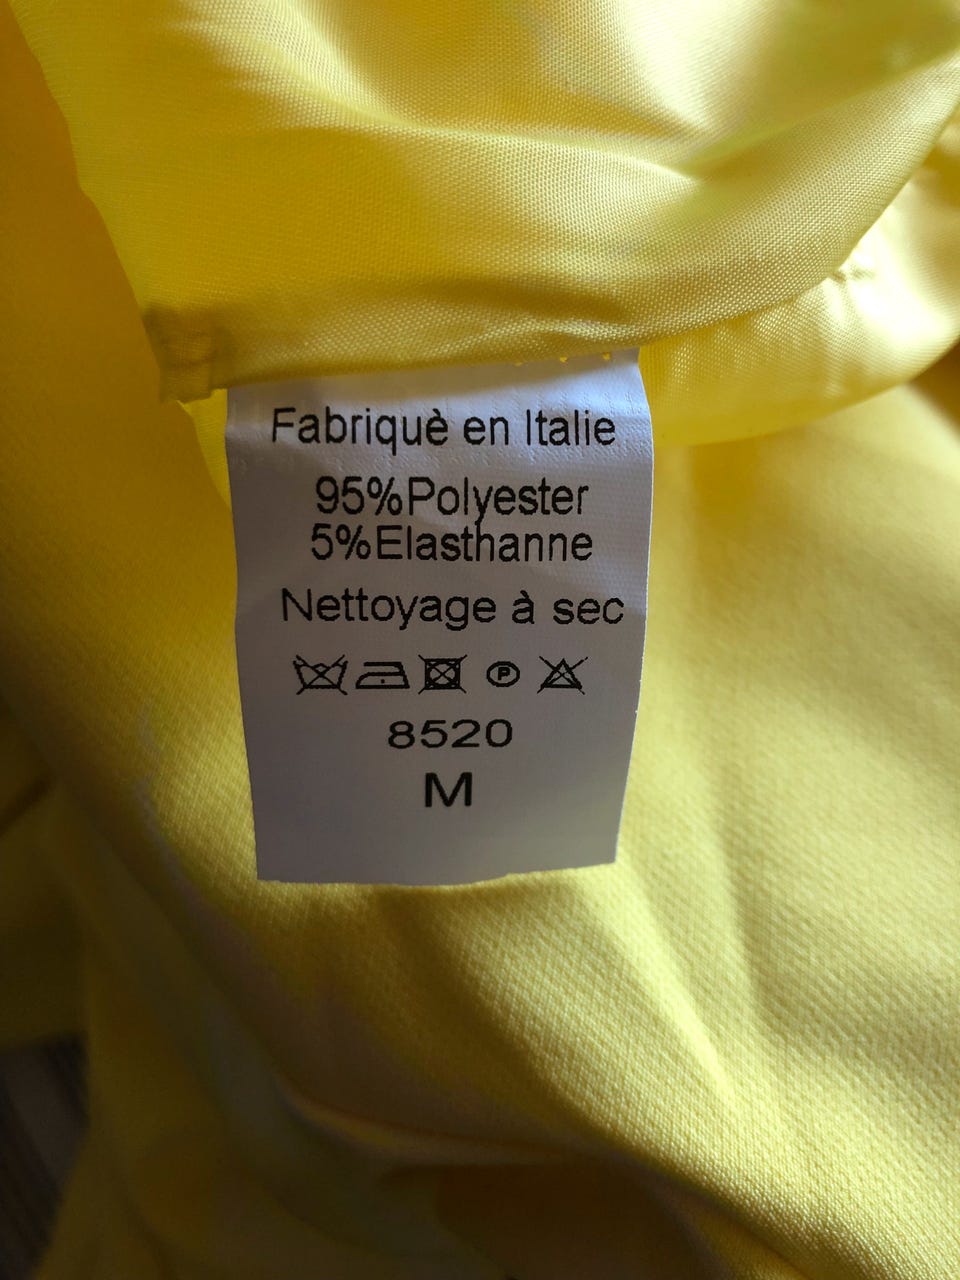 Fabriquè en Italie
95%Polyester
5%Elasthanne
Nettoyage à sec
P
8520
M